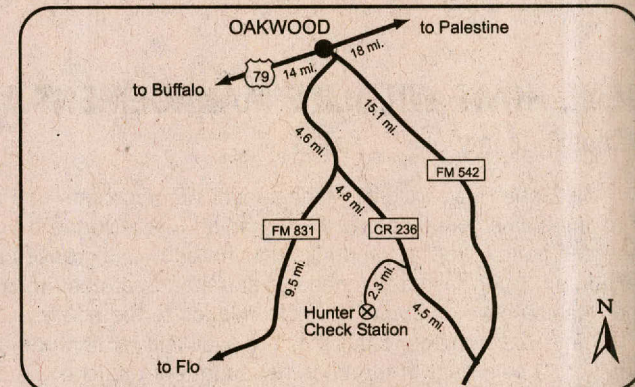 OAKWOOD
to Palestine
18 mi.
14 mi.
79
to Buffalo
15.1 mi.
4.6 mi.
FM 542
4.8 mi.
FM 831
CR 236
9.5 mi.
2.3 mi.
Hunter
Check Station
4.5 mi.
N
to Flo